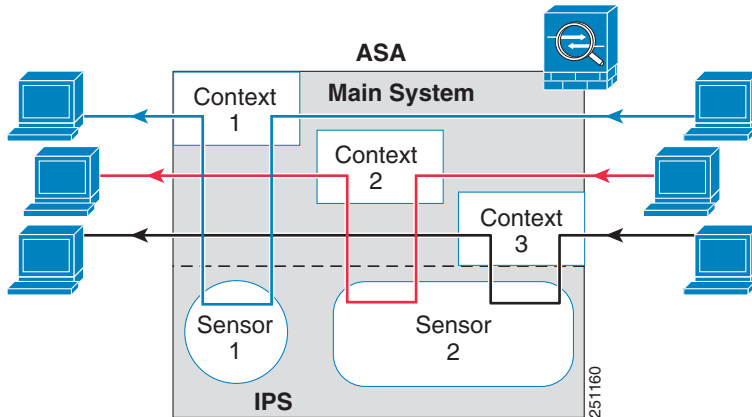 ASA
Main System
Context
1
Context
2
Context
3
Sensor
1
Sensor
2
IPS
251160